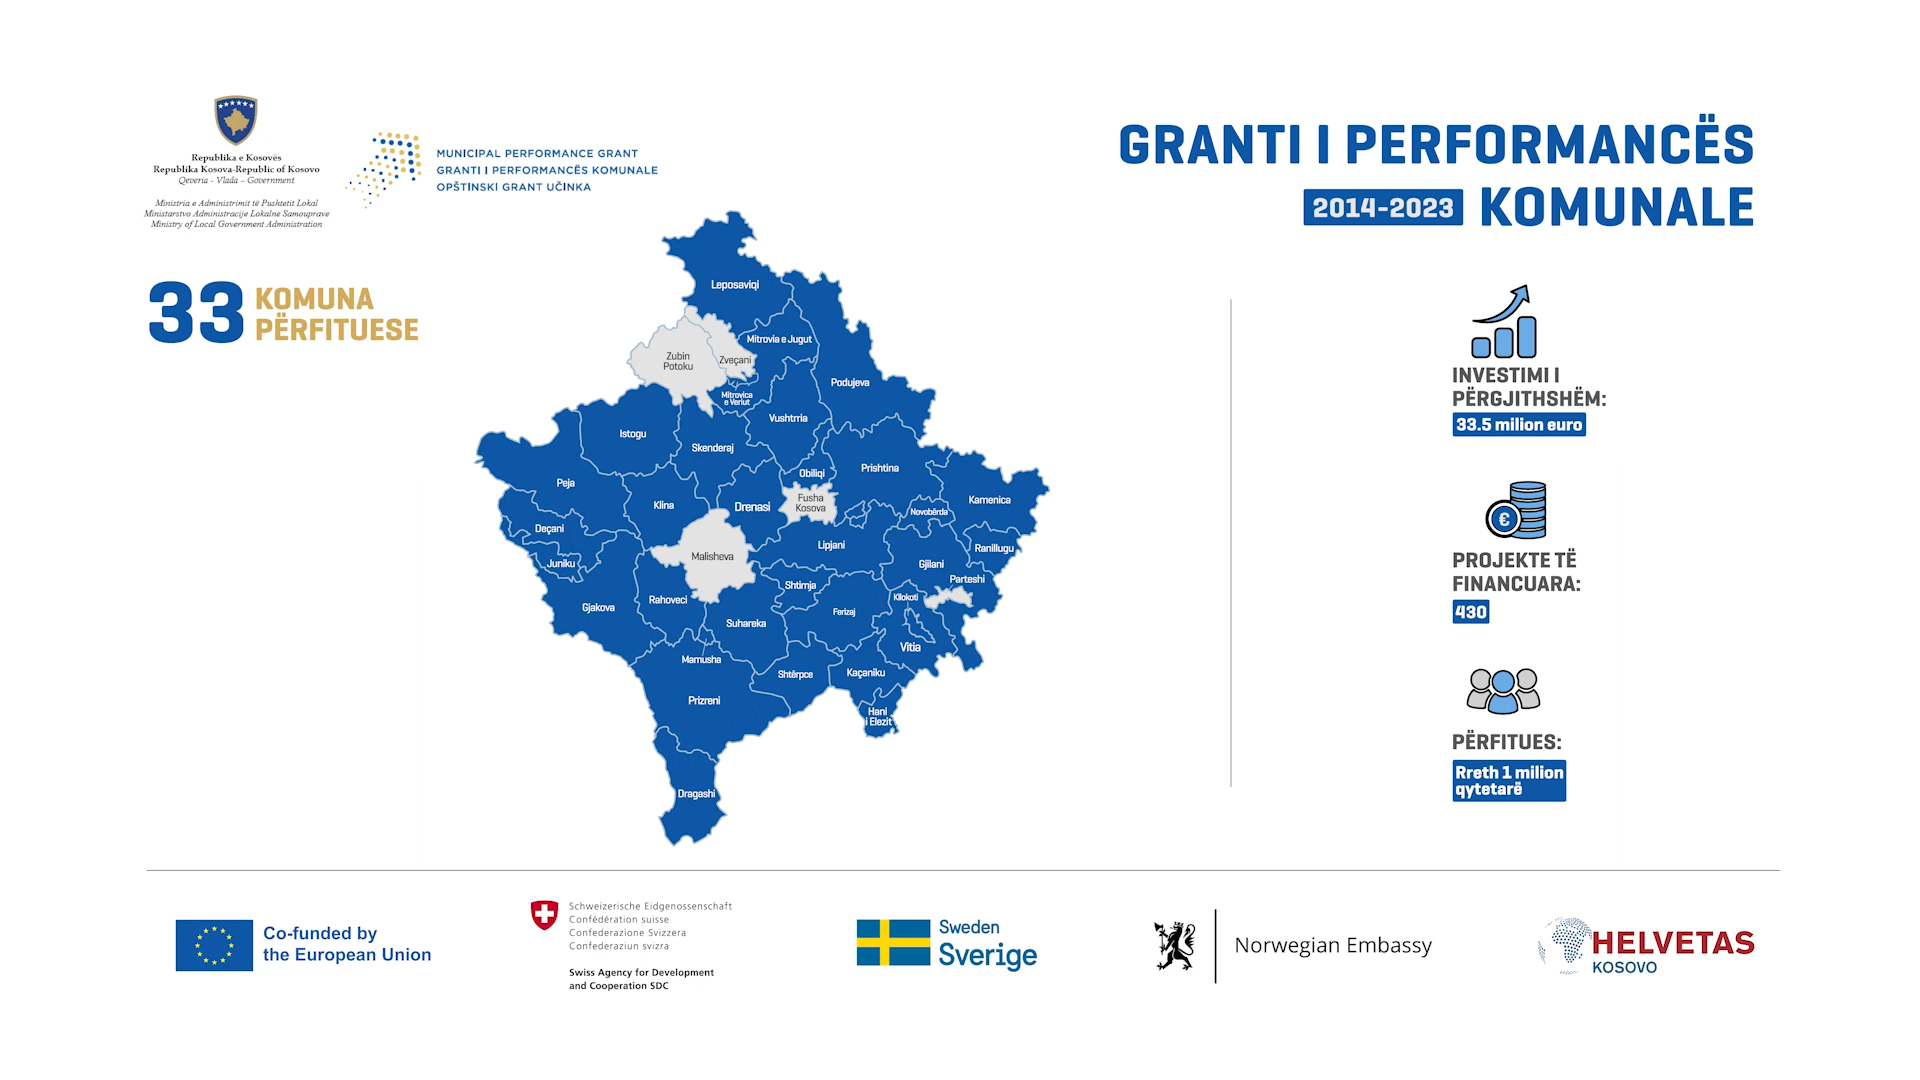 Republika e Kosovës
Republika Kosova-Republic of Kosovo
Qeveria - Vlada - Government
Ministria e Administrimit të Pushtetit Lokal
Ministarstvo Administracije Lokalne Samouprave
Ministry of Local Government Administration
MUNICIPAL PERFORMANCE GRANT
GRANTI I PERFORMANCËS KOMUNALE
OPŠTINSKI GRANT UČINKA
GRANTI I PERFORMANCËS
2014-2023 KOMUNALE
33 KOMUNA
PËRFITUESE
Leposaviqi
Mitrovia e Jugut
Zubin
Potoku
Zveçani
Podujeva
Mitrovica
e Veriut
Vushtrria
Istogu
Skenderaj
Obiliqi
Prishtina
Peja
Klina
Drenasi
Fusha
Kosova
Kamenica
Novobërda
Deçani
Lipjani
Ranillugu
Malisheva
Juniku
Gjilani
Parteshi
Shtimja
Kllokoti
Gjakova
Rahoveci
Ferizaj
Suhareka
Vitia
Mamusha
Shtërpce
Kaçaniku
Prizreni
Hani
i Elezit
Dragashi
INVESTIMI I
PËRGJITHSHËM:
33.5 milion euro
€
PROJEKTE TË
FINANCUARA:
430
PËRFITUES:
Rreth 1 milion
qytetarë
Co-funded by
the European Union
Schweizerische Eidgenossenschaft
Confédération suisse
Confederazione Svizzera
Confederaziun svizra
Swiss Agency for Development
and Cooperation SDC
Sweden
Sverige
Norwegian Embassy
HELVETAS
KOSOVO